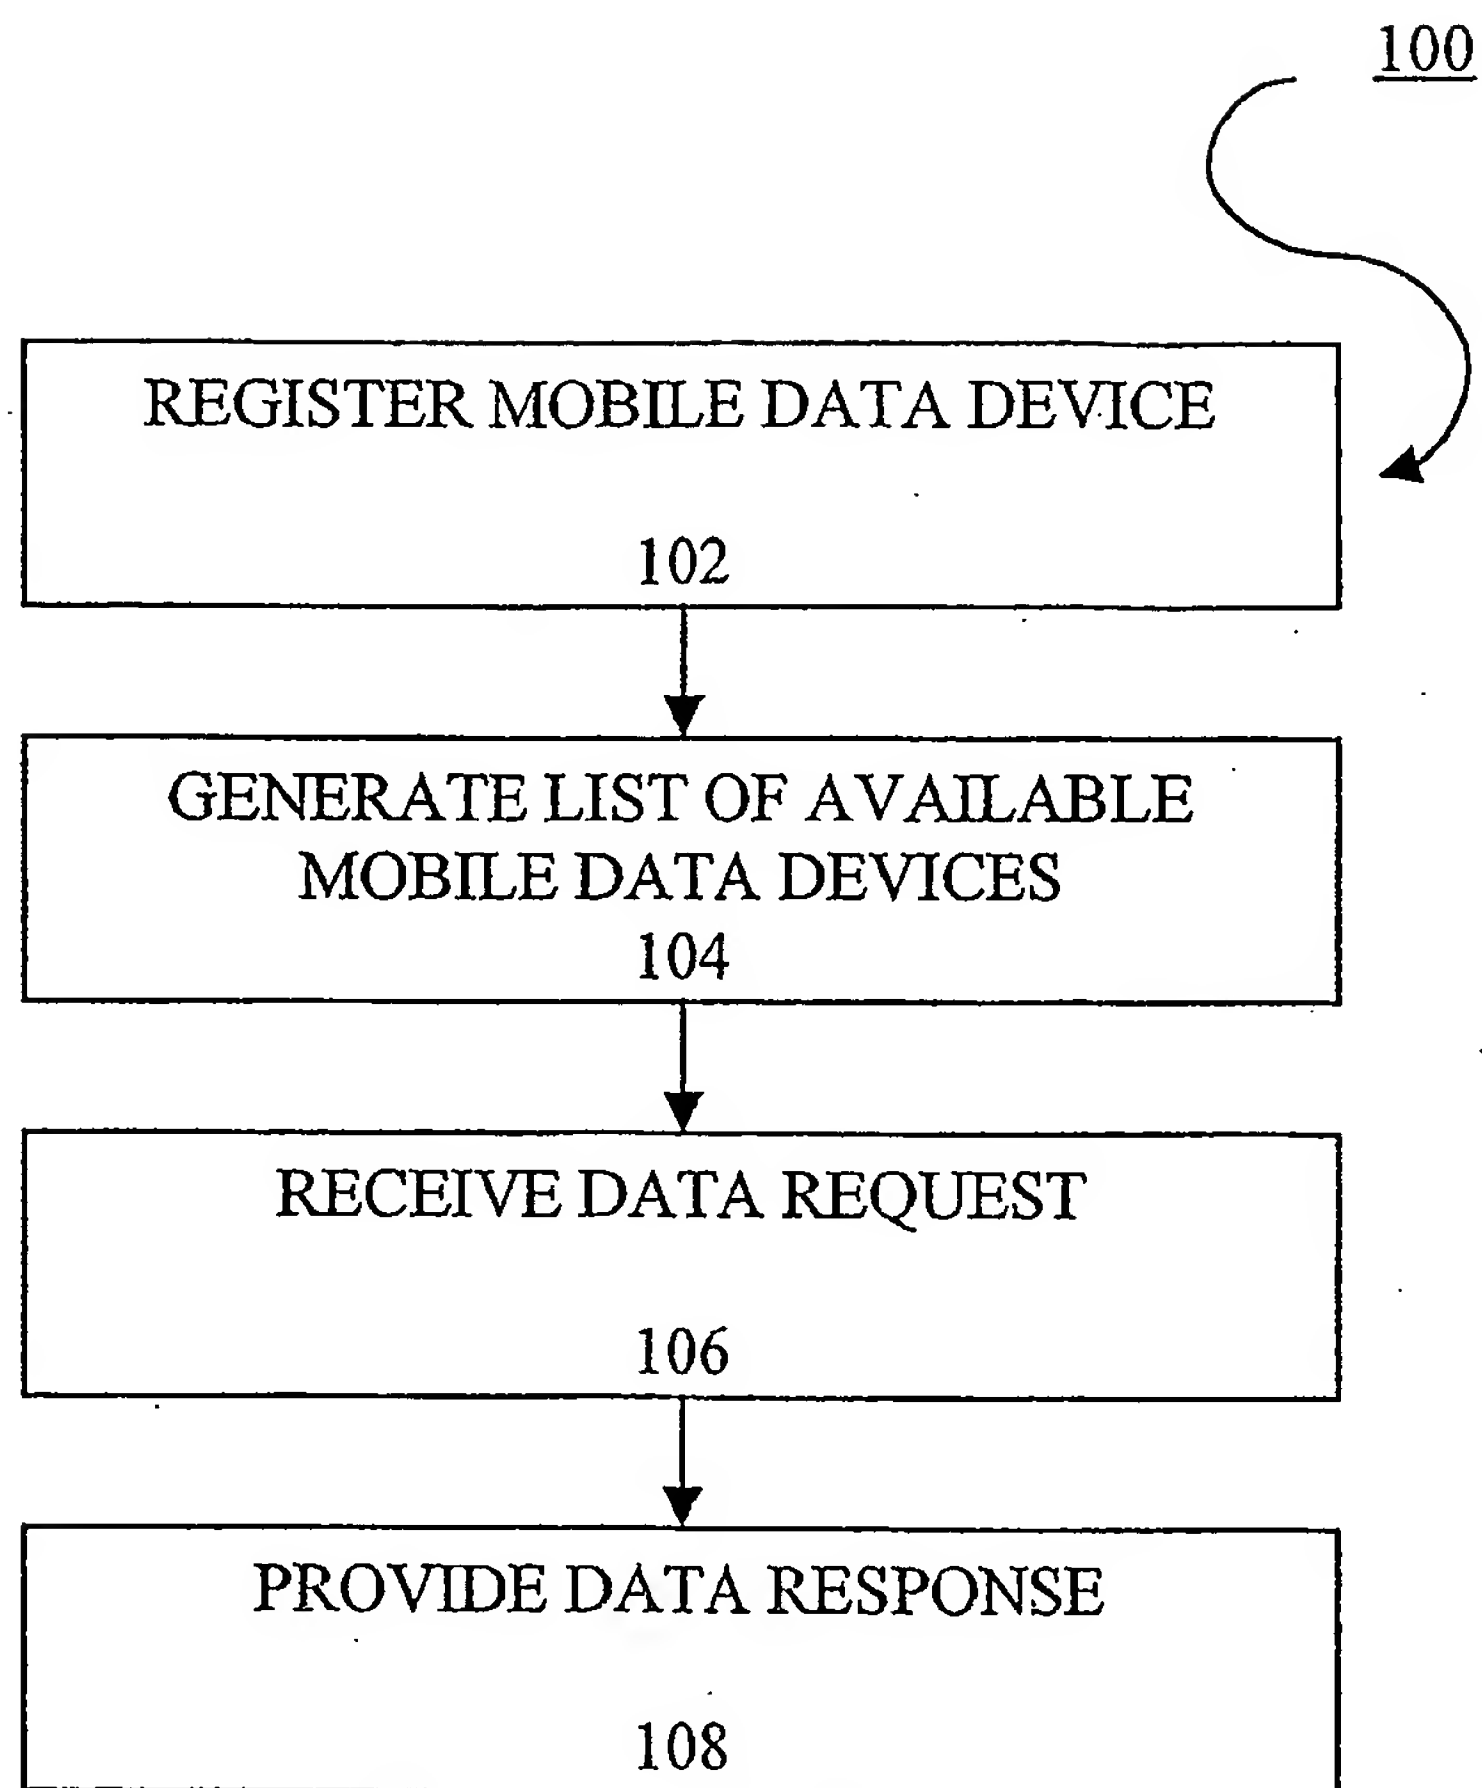 100
REGISTER MOBILE DATA DEVICE
102
GENERATE LIST OF AVAILABLE
MOBILE DATA DEVICES
104
RECEIVE DATA REQUEST
106
PROVIDE DATA RESPONSE
108